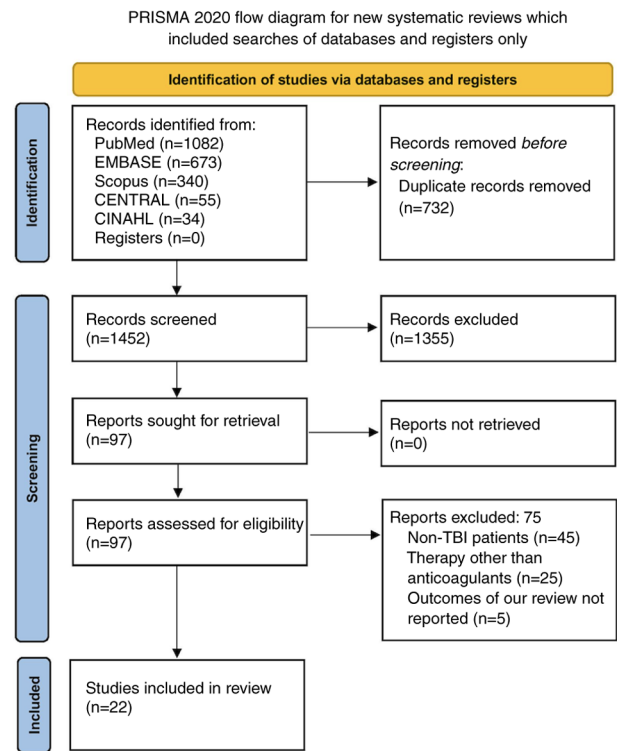 PRISMA 2020 flow diagram for new systematic reviews which
included searches of databases and registers only
Identification of studies via databases and registers
Identification
Records identified from:
PubMed (n=1082)
EMBASE (n=673)
Scopus (n=340)
CENTRAL (n=55)
CINAHL (n=34)
Registers (n=0)
Records removed before
screening:
Duplicate records removed
(n=732)
Screening
Records screened
(n=1452)
Records excluded
(n=1355)
Reports sought for retrieval
(n=97)
Reports not retrieved
(n=0)
Reports assessed for eligibility
(n=97)
Reports excluded: 75
Non-TBI patients (n=45)
Therapy other than
anticoagulants (n=25)
Outcomes of our review not
reported (n=5)
Included
Studies included in review
(n=22)